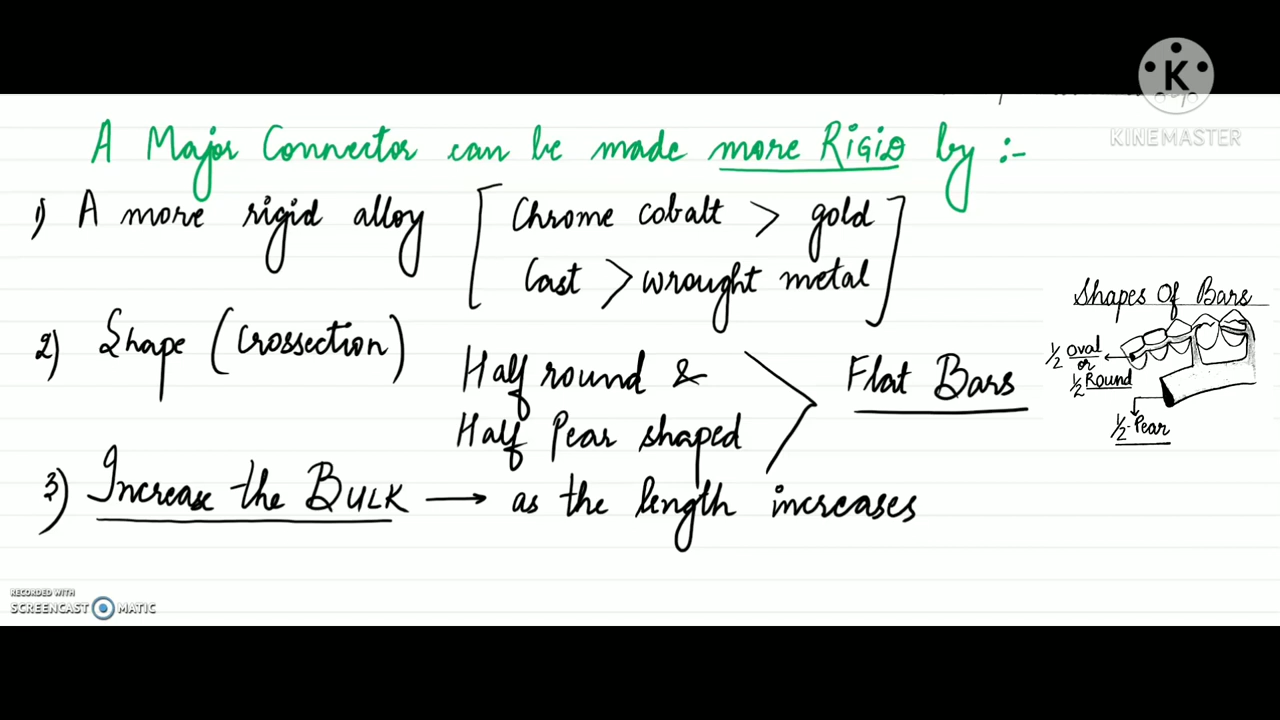 K
KINEMASTER
A Major Connector can be made more Rigid by :-
1) A more rigid alloy [ Chrome cobalt > gold
Cast > wrought metal ]
2) Shape (Crossection)
Half round &
Half Pear shaped > Flat Bars
3) Increase the BULK → as the length increases
Shapes Of Bars
1/2 Oval
or
1/2 Round
1/2 Pear
RECORDED WITH
SCREENCAST MATIC